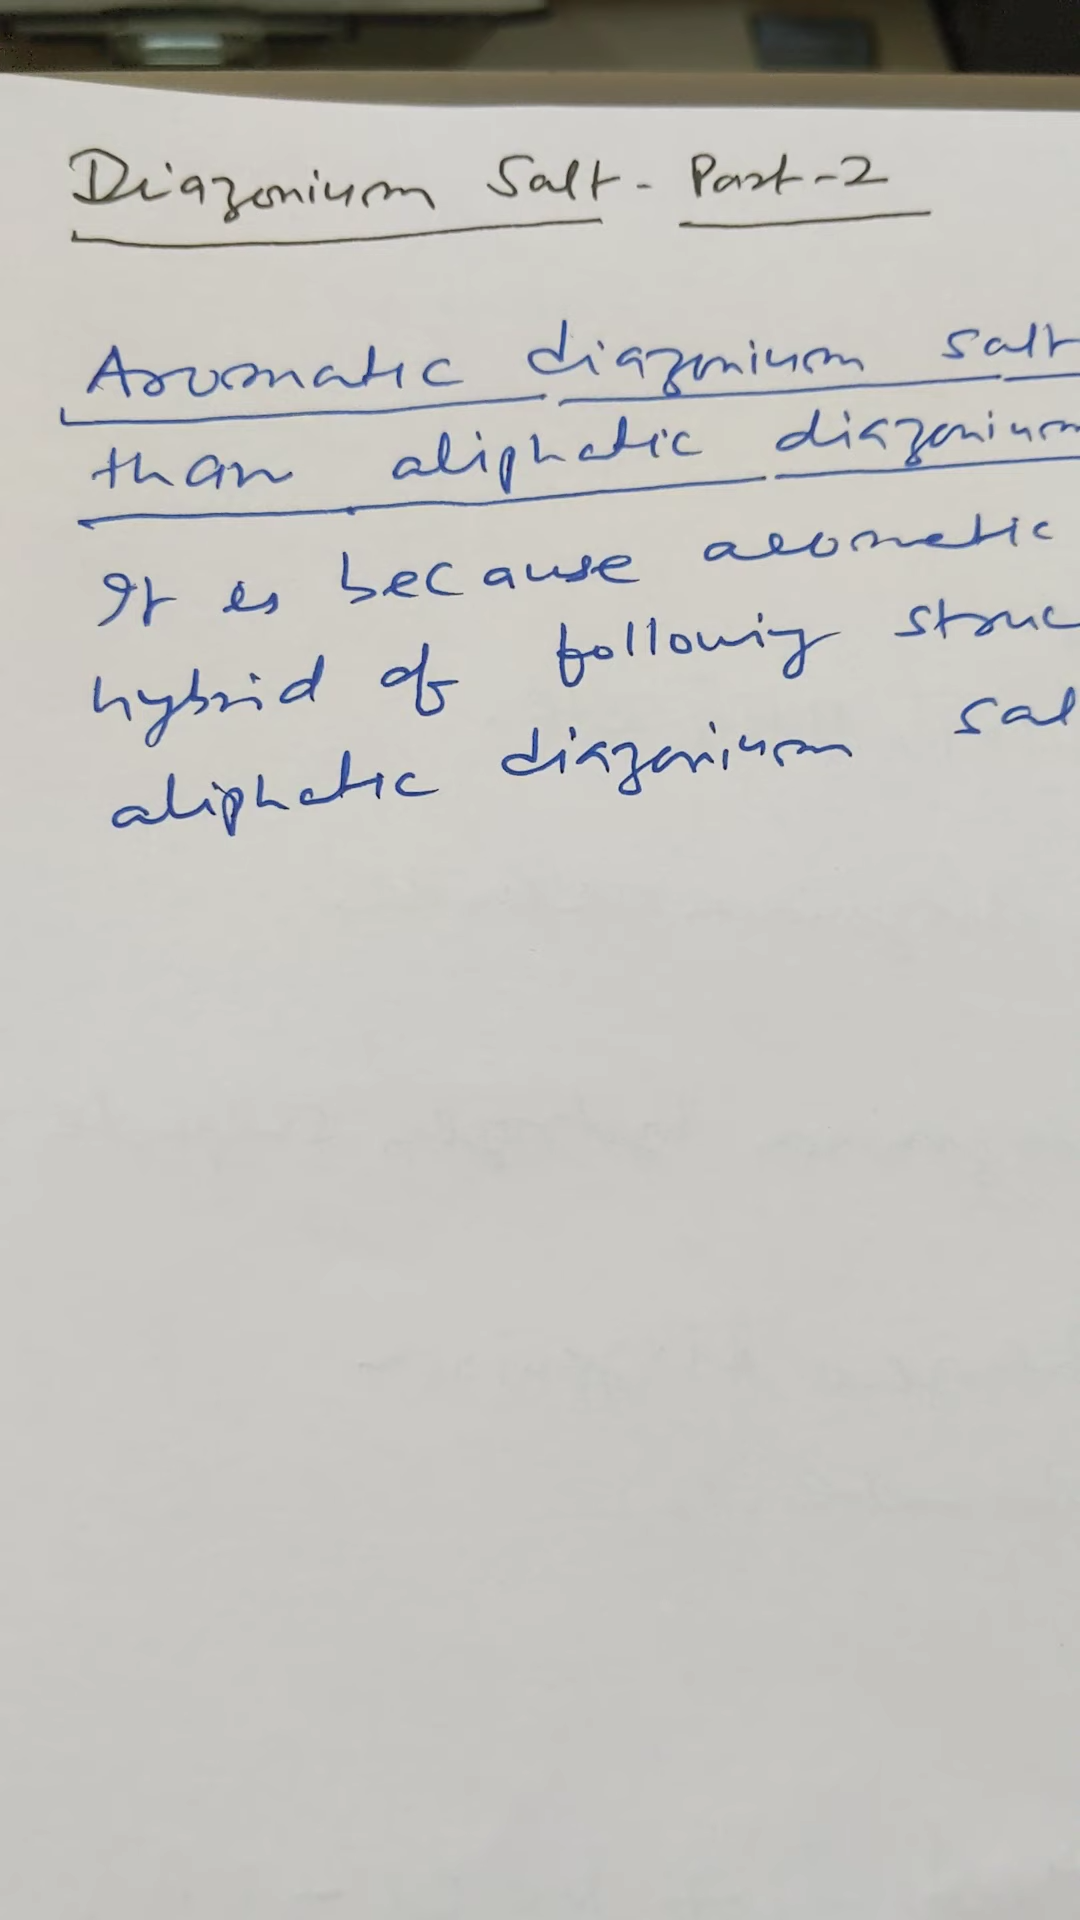 Diazonium Salt - Part-2
Aromatic diazonium salt
than aliphatic diazonium
It is because aromatic
hybrid of following struc
aliphatic diazonium sal